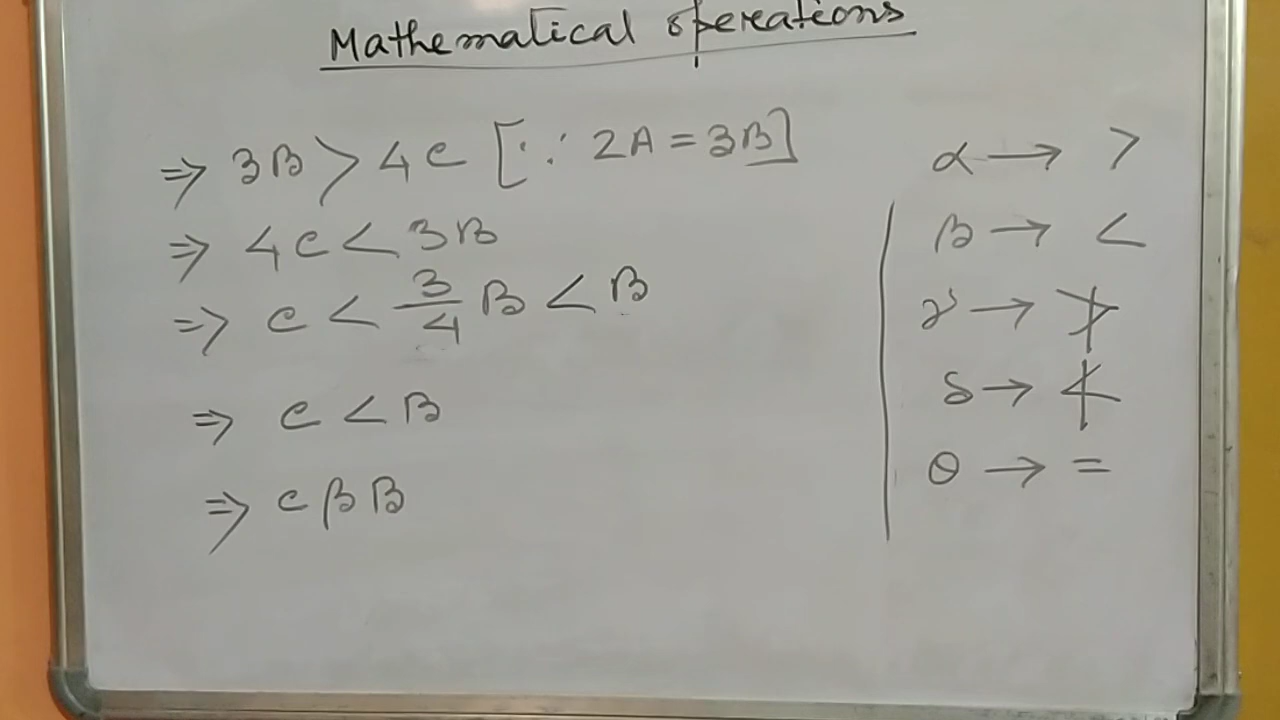 Mathematical operations
⇒ 3B > 4C [∵ 2A = 3B]
⇒ 4C < 3B
⇒ C < 3/4 B < B
⇒ C < B
⇒ C β B
α → >
β → <
γ → ≯
δ → ≮
θ → =